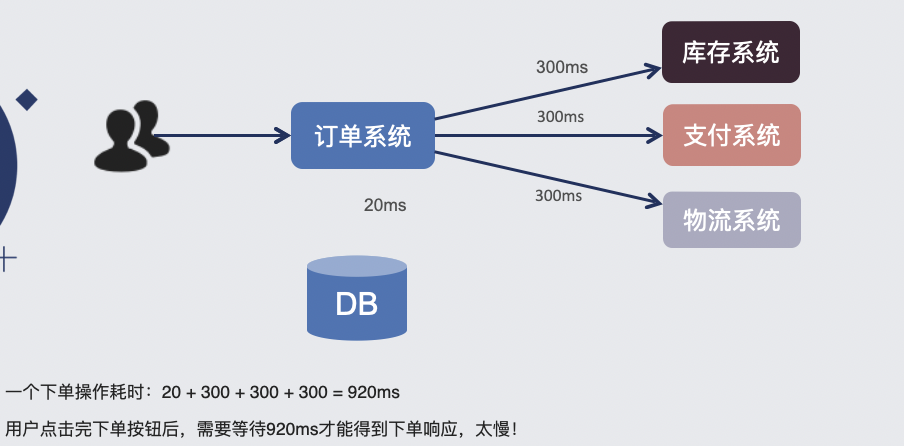 库存系统
300ms
300ms
订单系统
支付系统
300ms
20ms
物流系统
DB
一个下单操作耗时：20 + 300 + 300 + 300 = 920ms
用户点击完下单按钮后，需要等待920ms才能得到下单响应，太慢！